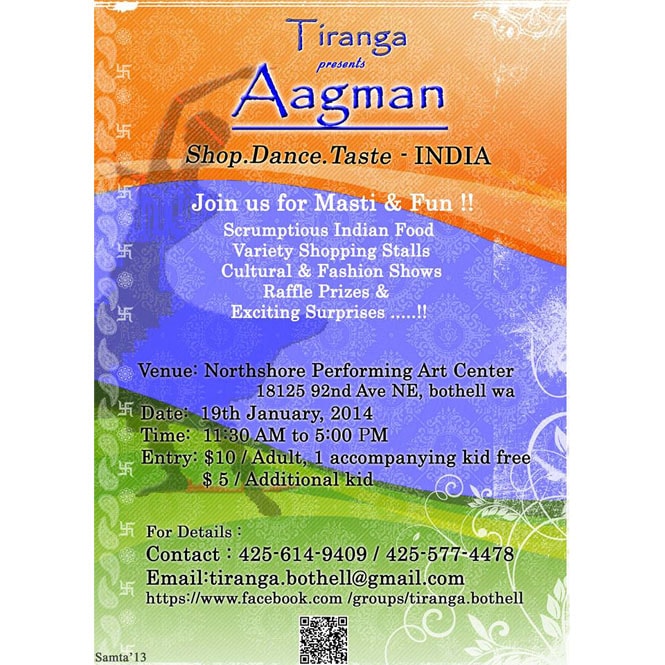 Tiranga
presents
Aagman
Shop.Dance.Taste - INDIA
Join us for Masti & Fun !!
Scrumptious Indian Food
Variety Shopping Stalls
Cultural & Fashion Shows
Raffle Prizes &
Exciting Surprises .....!!
Venue: Northshore Performing Art Center
18125 92nd Ave NE, bothell wa
Date: 19th January, 2014
Time: 11:30 AM to 5:00 PM
Entry: $10 / Adult, 1 accompanying kid free
$ 5 / Additional kid
For Details :
Contact : 425-614-9409 / 425-577-4478
Email:tiranga.bothell@gmail.com
https://www.facebook.com /groups/tiranga.bothell
Samta'13